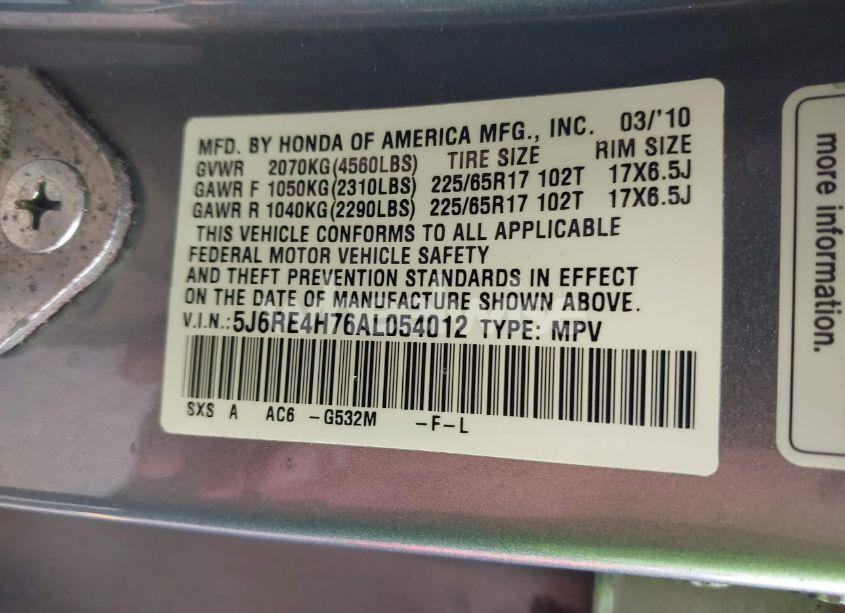 MFD. BY HONDA OF AMERICA MFG., INC. 03/'10
GVWR 2070KG(4560LBS) TIRE SIZE RIM SIZE
GAWR F 1050KG(2310LBS) 225/65R17 102T 17X6.5J
GAWR R 1040KG(2290LBS) 225/65R17 102T 17X6.5J
THIS VEHICLE CONFORMS TO ALL APPLICABLE
FEDERAL MOTOR VEHICLE SAFETY
AND THEFT PREVENTION STANDARDS IN EFFECT
ON THE DATE OF MANUFACTURE SHOWN ABOVE.
V.I.N.: 5J6RE4H76AL054012 TYPE: MPV
SXS A AC6 -G532M -F-L
more information.